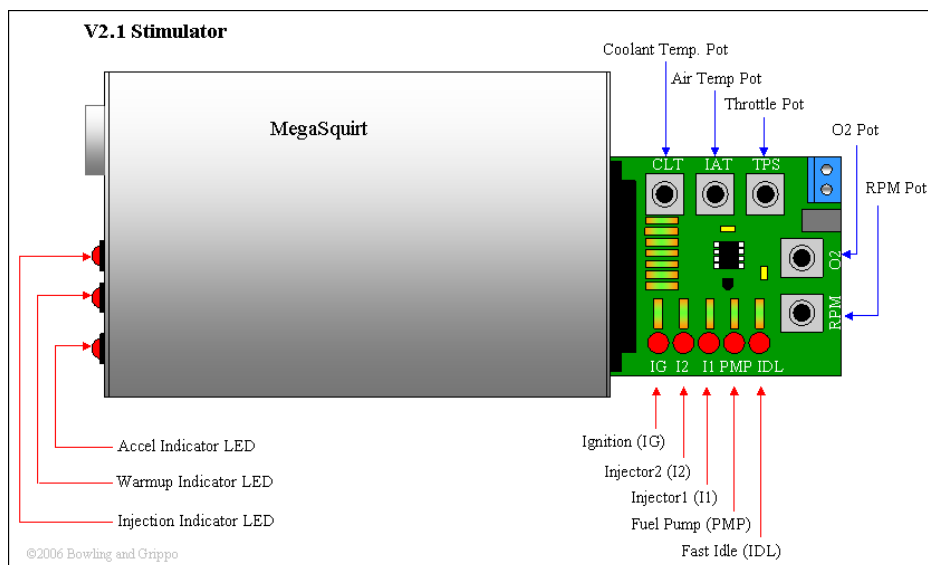 V2.1 Stimulator
Coolant Temp. Pot
Air Temp Pot
Throttle Pot
O2 Pot
MegaSquirt
CLT IAT TPS
RPM Pot
O2
RPM
IG I2 I1 PMP IDL
Accel Indicator LED
Ignition (IG)
Warmup Indicator LED
Injector2 (I2)
Injector1 (I1)
Injection Indicator LED
Fuel Pump (PMP)
Fast Idle (IDL)
©2006 Bowling and Grippo